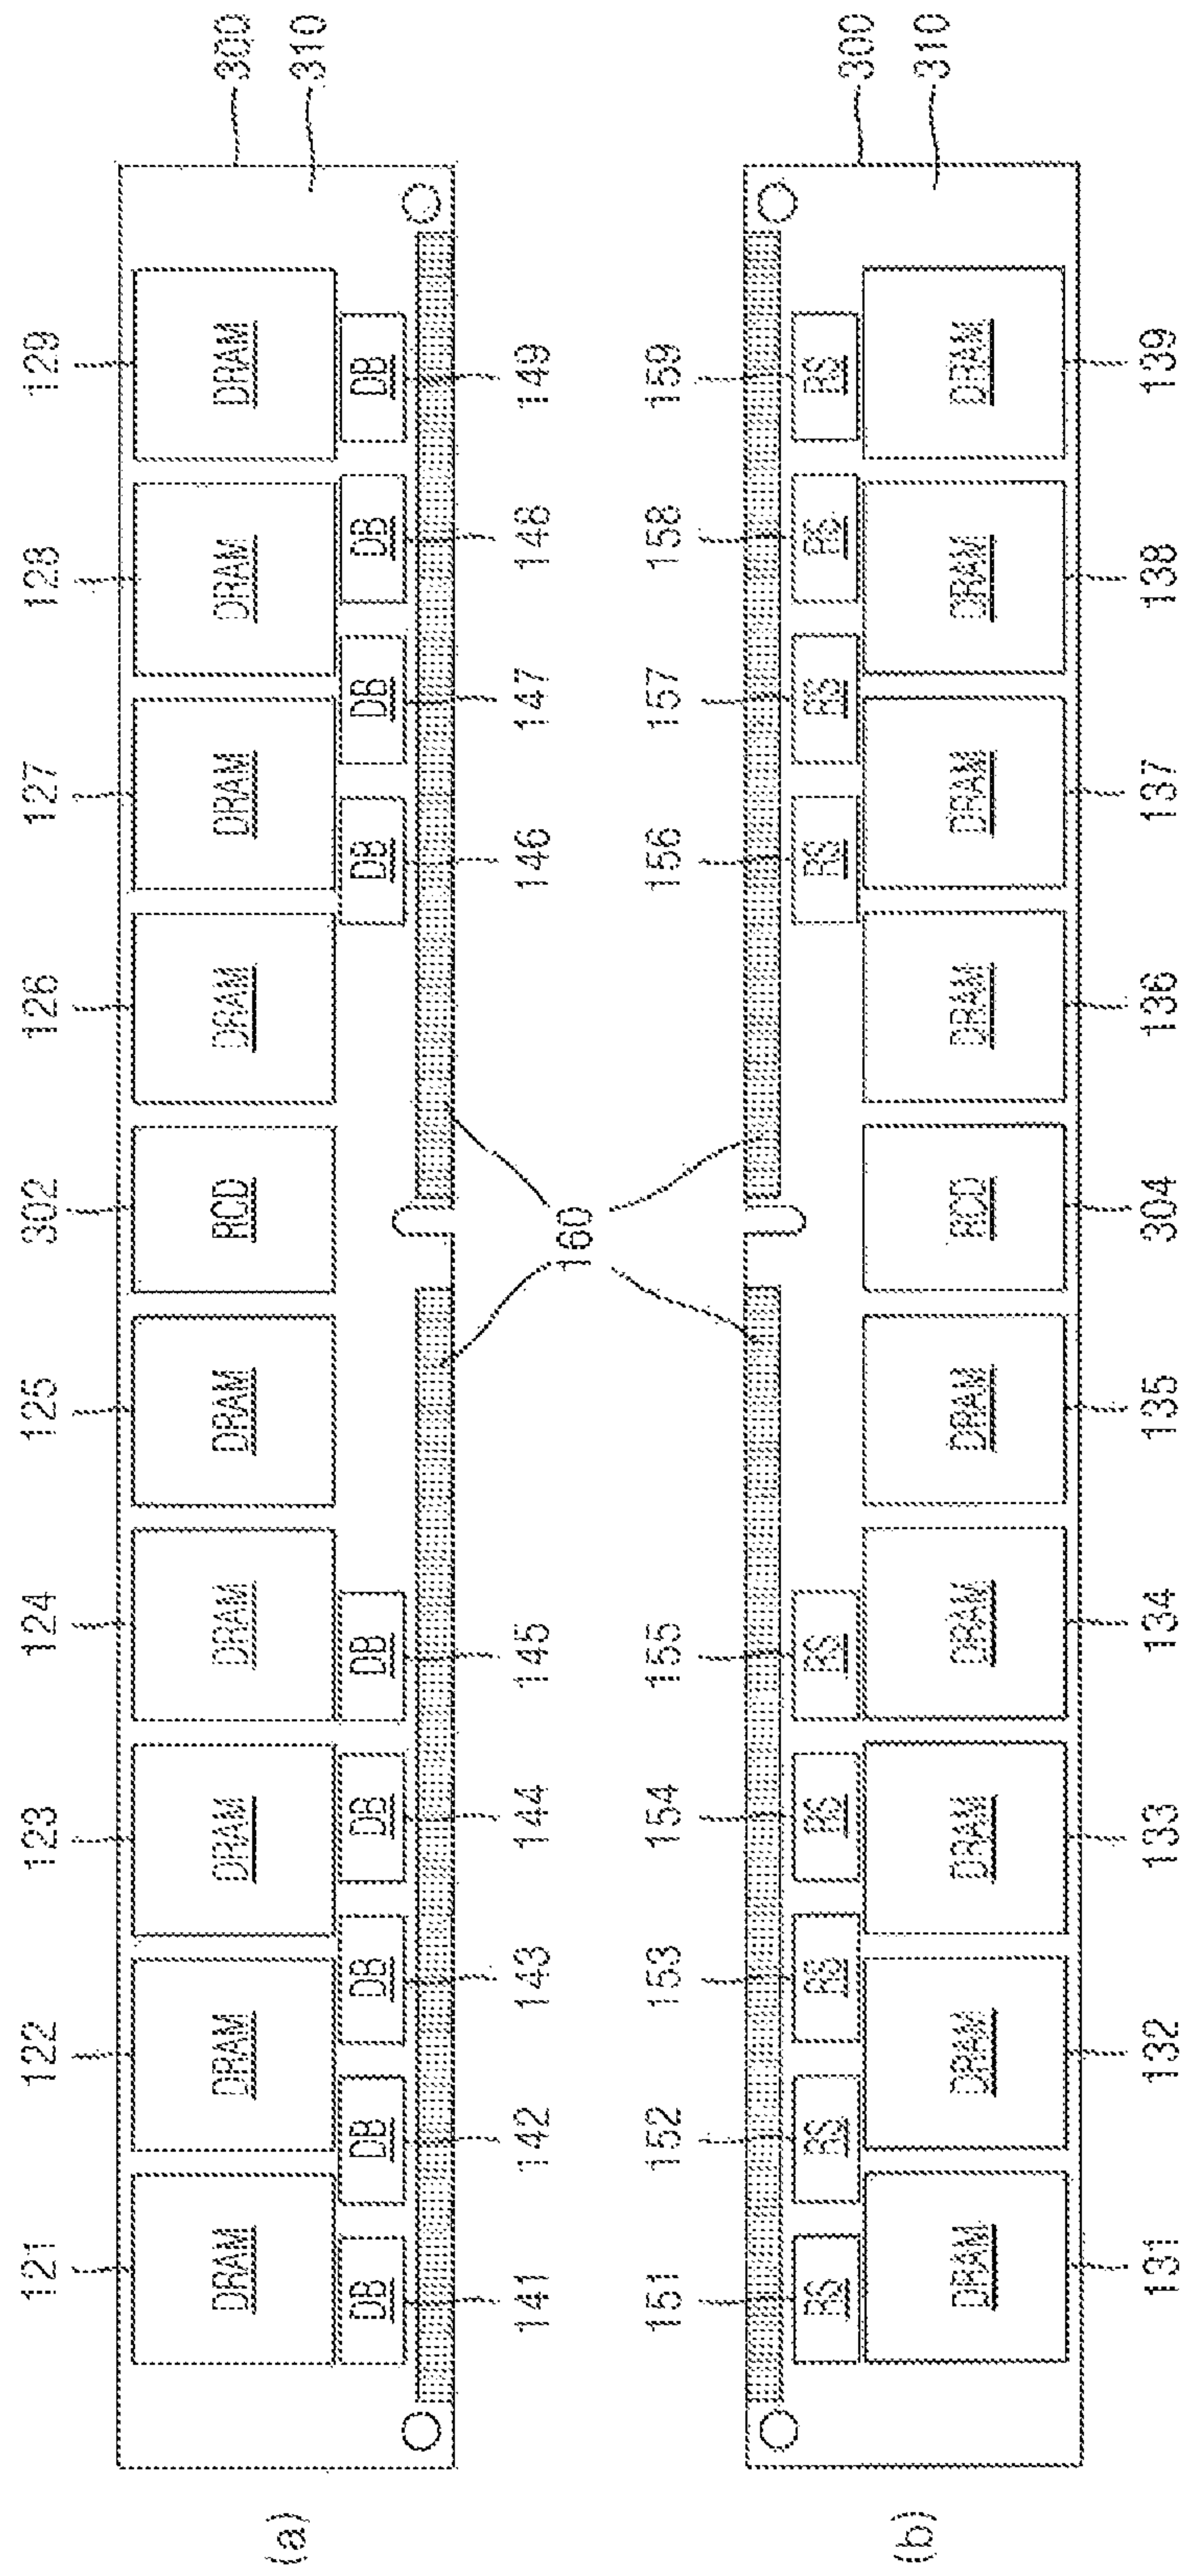 121 122 123 124 125 302 126 127 128 129
DRAM DRAM DRAM DRAM DRAM RCD DRAM DRAM DRAM DRAM 300
(a) 310
DB DB DB DB DB DB DB DB DB
141 142 143 144 145 146 147 148 149
160
151 152 153 154 155 156 157 158 159
RS RS RS RS RS RS RS RS RS 300
(b) 310
DRAM DRAM DRAM DRAM DRAM RCD DRAM DRAM DRAM DRAM
131 132 133 134 135 304 136 137 138 139